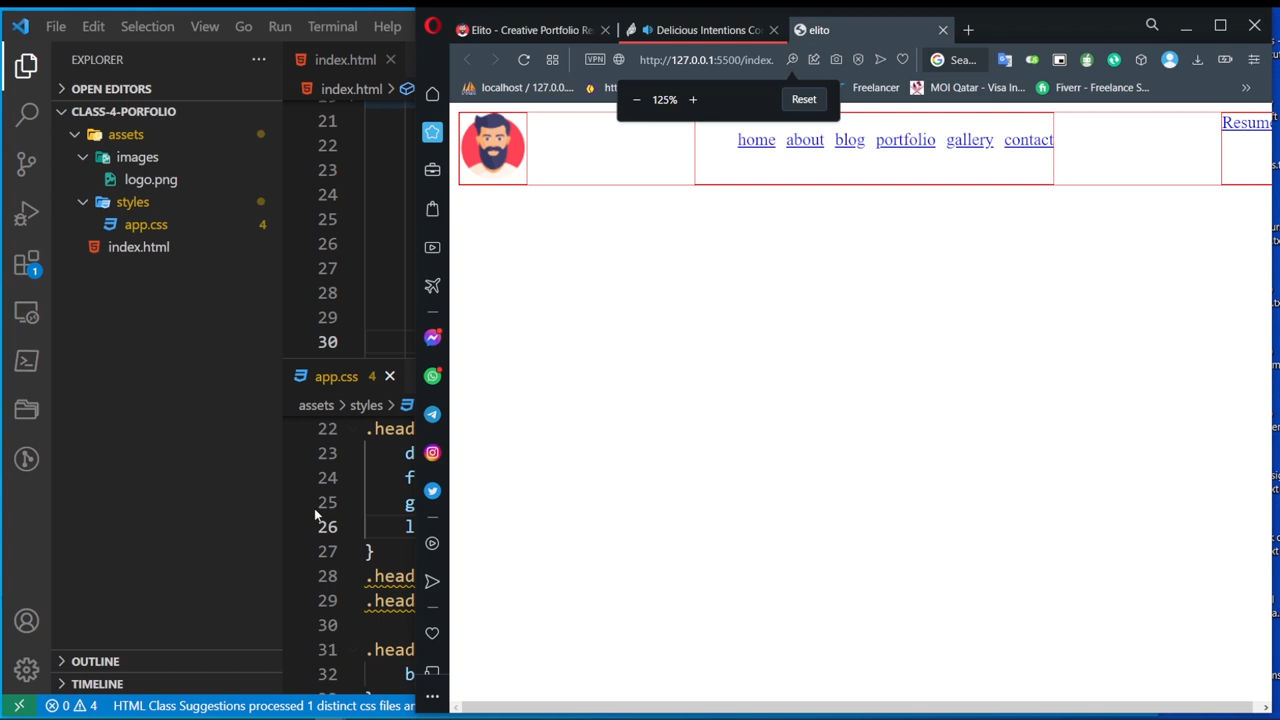 File Edit Selection View Go Run Terminal Help
Elito - Creative Portfolio Re
Delicious Intentions Co
elito
EXPLORER
index.html
VPN
http://127.0.0.1:5500/index.
Sea...
OPEN EDITORS
index.html
localhost / 127.0....
Freelancer
MOI Qatar - Visa In...
Fiverr - Freelance S...
125%
Reset
CLASS-4-PORFOLIO
assets
images
logo.png
styles
app.css 4
index.html
1
21
22
23
24
25
26
27
28
29
30
home about blog portfolio gallery contact
Resume
app.css 4
assets > styles >
22 .head
23 d
24 f
25 g
26 l
27 }
28 .head
29 .head
30
31 .head
32 b
OUTLINE
TIMELINE
0 4 HTML Class Suggestions processed 1 distinct css files an